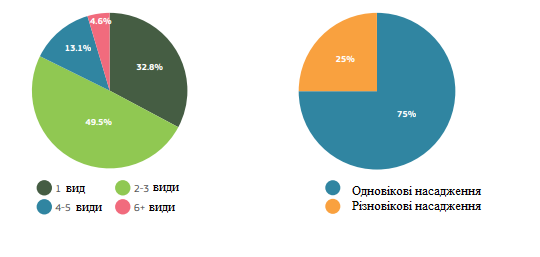 4.6%
13.1%
32.8%
49.5%
1 вид
2-3 види
4-5 види
6+ види
25%
75%
Одновікові насадження
Різновікові насадження